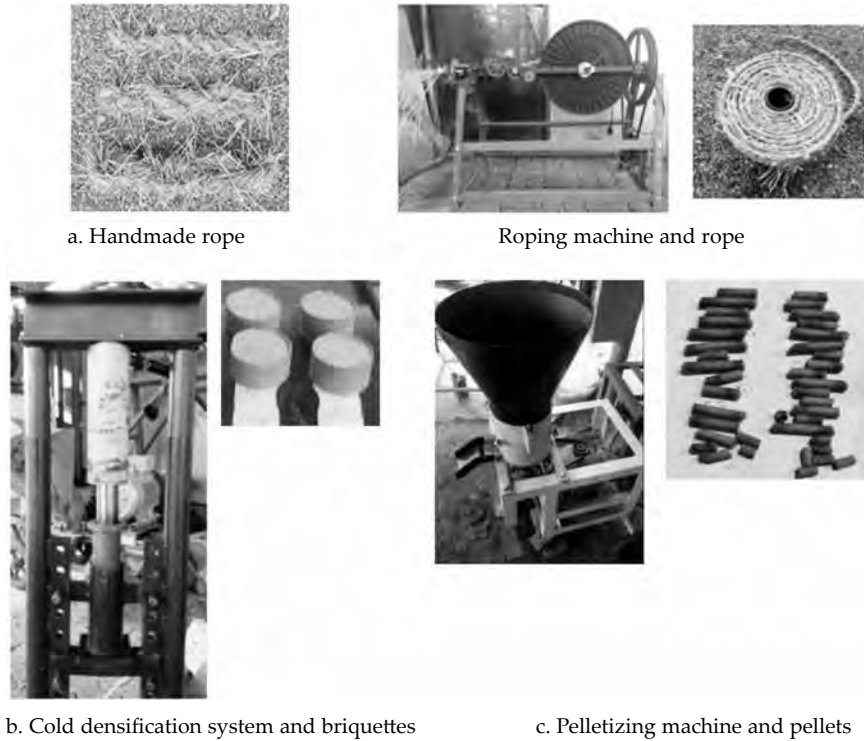 a. Handmade rope
Roping machine and rope
b. Cold densification system and briquettes
c. Pelletizing machine and pellets